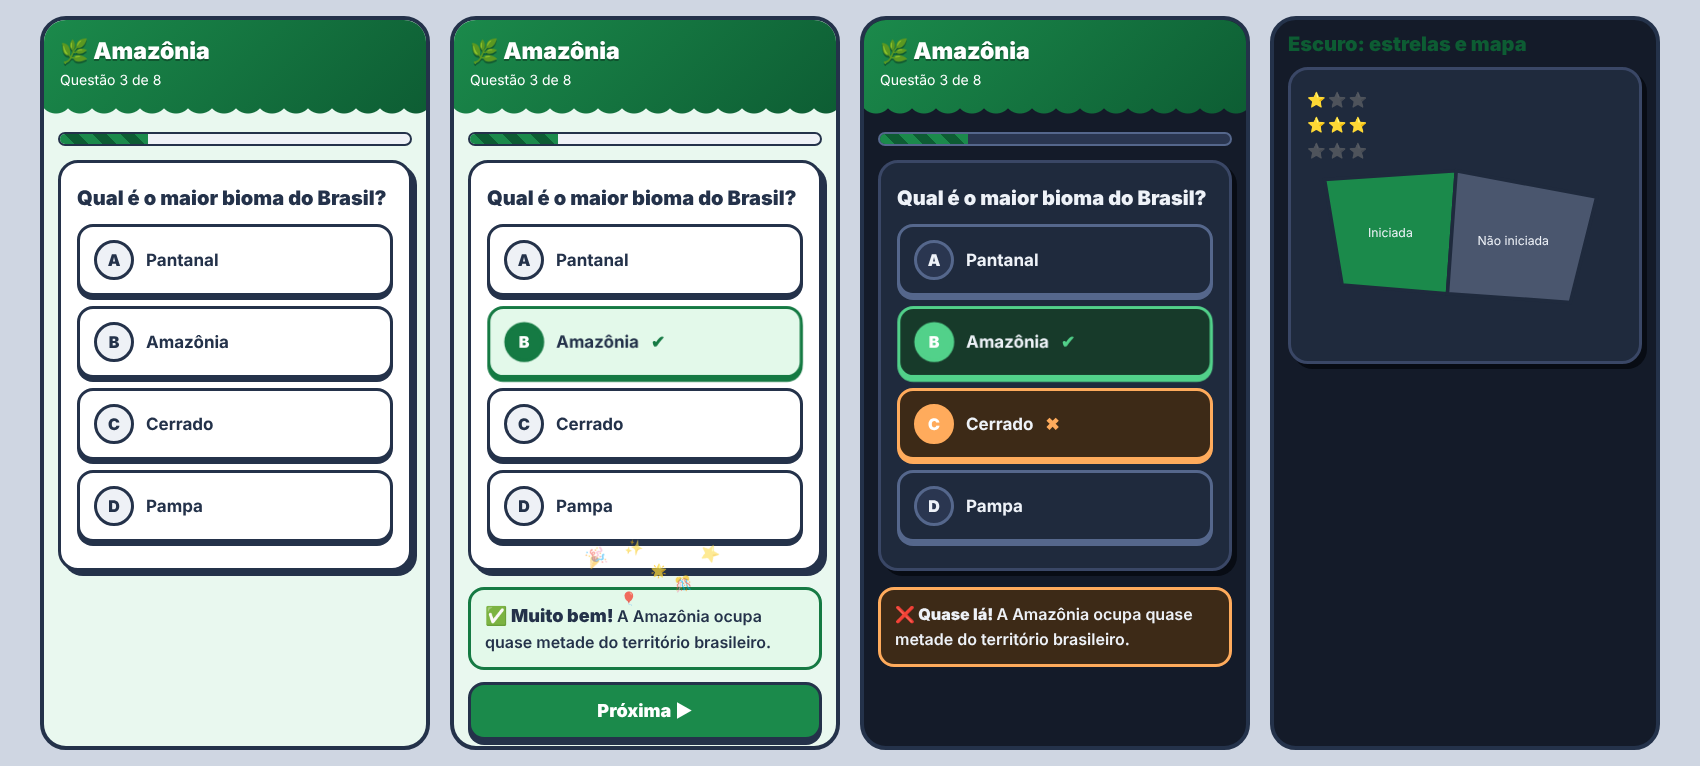 🌿 Amazônia
Questão 3 de 8
Qual é o maior bioma do Brasil?
A Pantanal
B Amazônia
C Cerrado
D Pampa
🌿 Amazônia
Questão 3 de 8
Qual é o maior bioma do Brasil?
A Pantanal
B Amazônia ✔
C Cerrado
D Pampa
✅ Muito bem! A Amazônia ocupa
quase metade do território brasileiro.
Próxima ▶
🌿 Amazônia
Questão 3 de 8
Qual é o maior bioma do Brasil?
A Pantanal
B Amazônia ✔
C Cerrado ✖
D Pampa
❌ Quase lá! A Amazônia ocupa quase
metade do território brasileiro.
Escuro: estrelas e mapa
Iniciada
Não iniciada